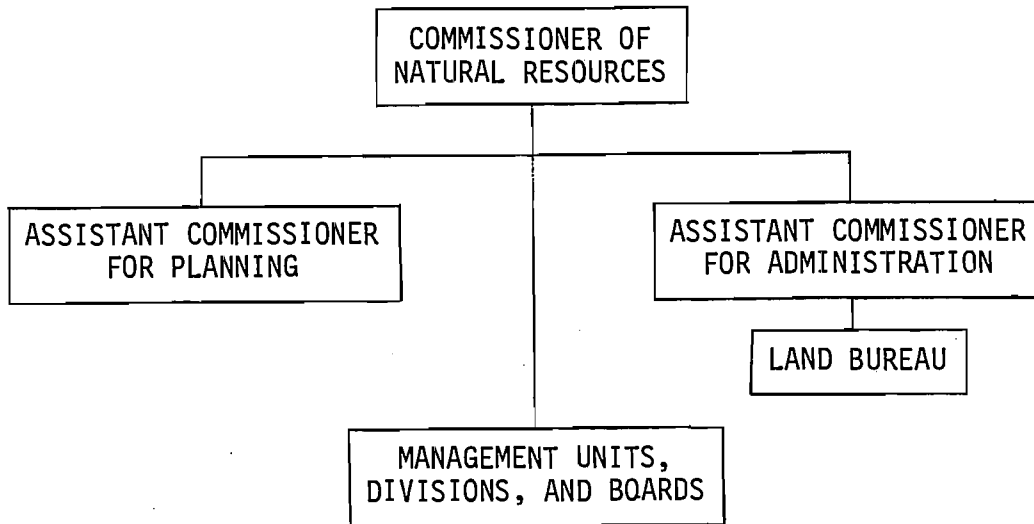 COMMISSIONER OF
NATURAL RESOURCES
ASSISTANT COMMISSIONER
FOR PLANNING
ASSISTANT COMMISSIONER
FOR ADMINISTRATION
LAND BUREAU
MANAGEMENT UNITS,
DIVISIONS, AND BOARDS